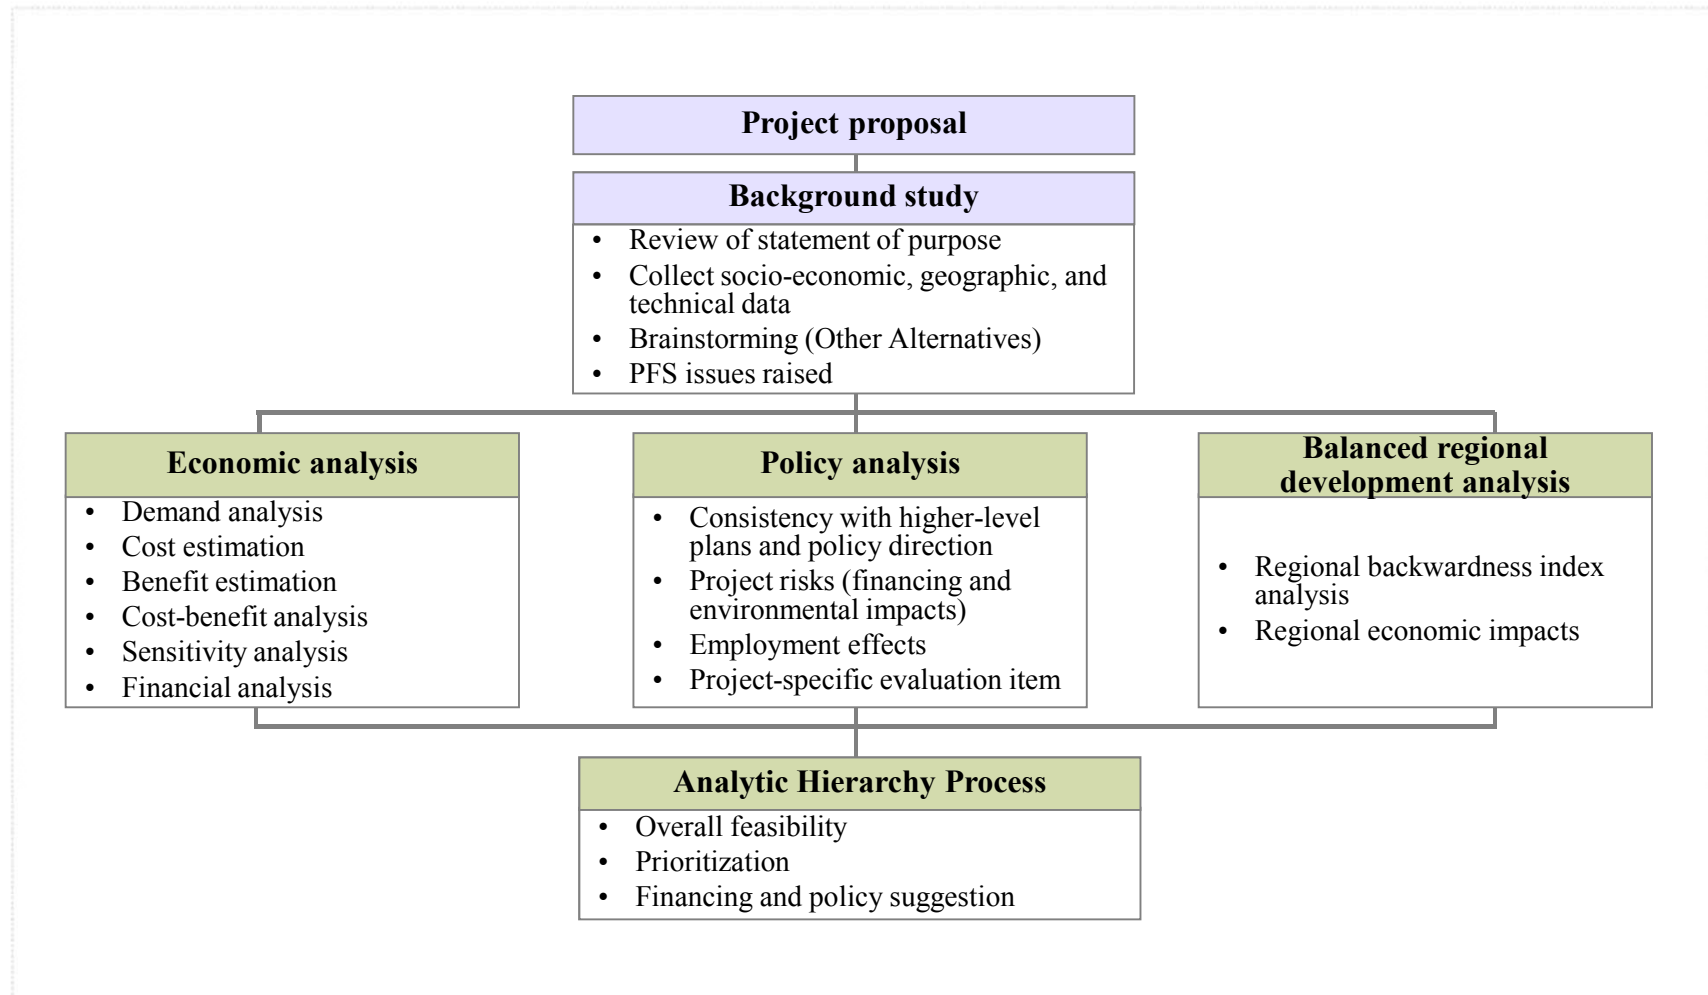 Project proposal
Background study
• Review of statement of purpose
• Collect socio-economic, geographic, and
technical data
• Brainstorming (Other Alternatives)
• PFS issues raised
Economic analysis
• Demand analysis
• Cost estimation
• Benefit estimation
• Cost-benefit analysis
• Sensitivity analysis
• Financial analysis
Policy analysis
• Consistency with higher-level
plans and policy direction
• Project risks (financing and
environmental impacts)
• Employment effects
• Project-specific evaluation item
Balanced regional
development analysis
• Regional backwardness index
analysis
• Regional economic impacts
Analytic Hierarchy Process
• Overall feasibility
• Prioritization
• Financing and policy suggestion